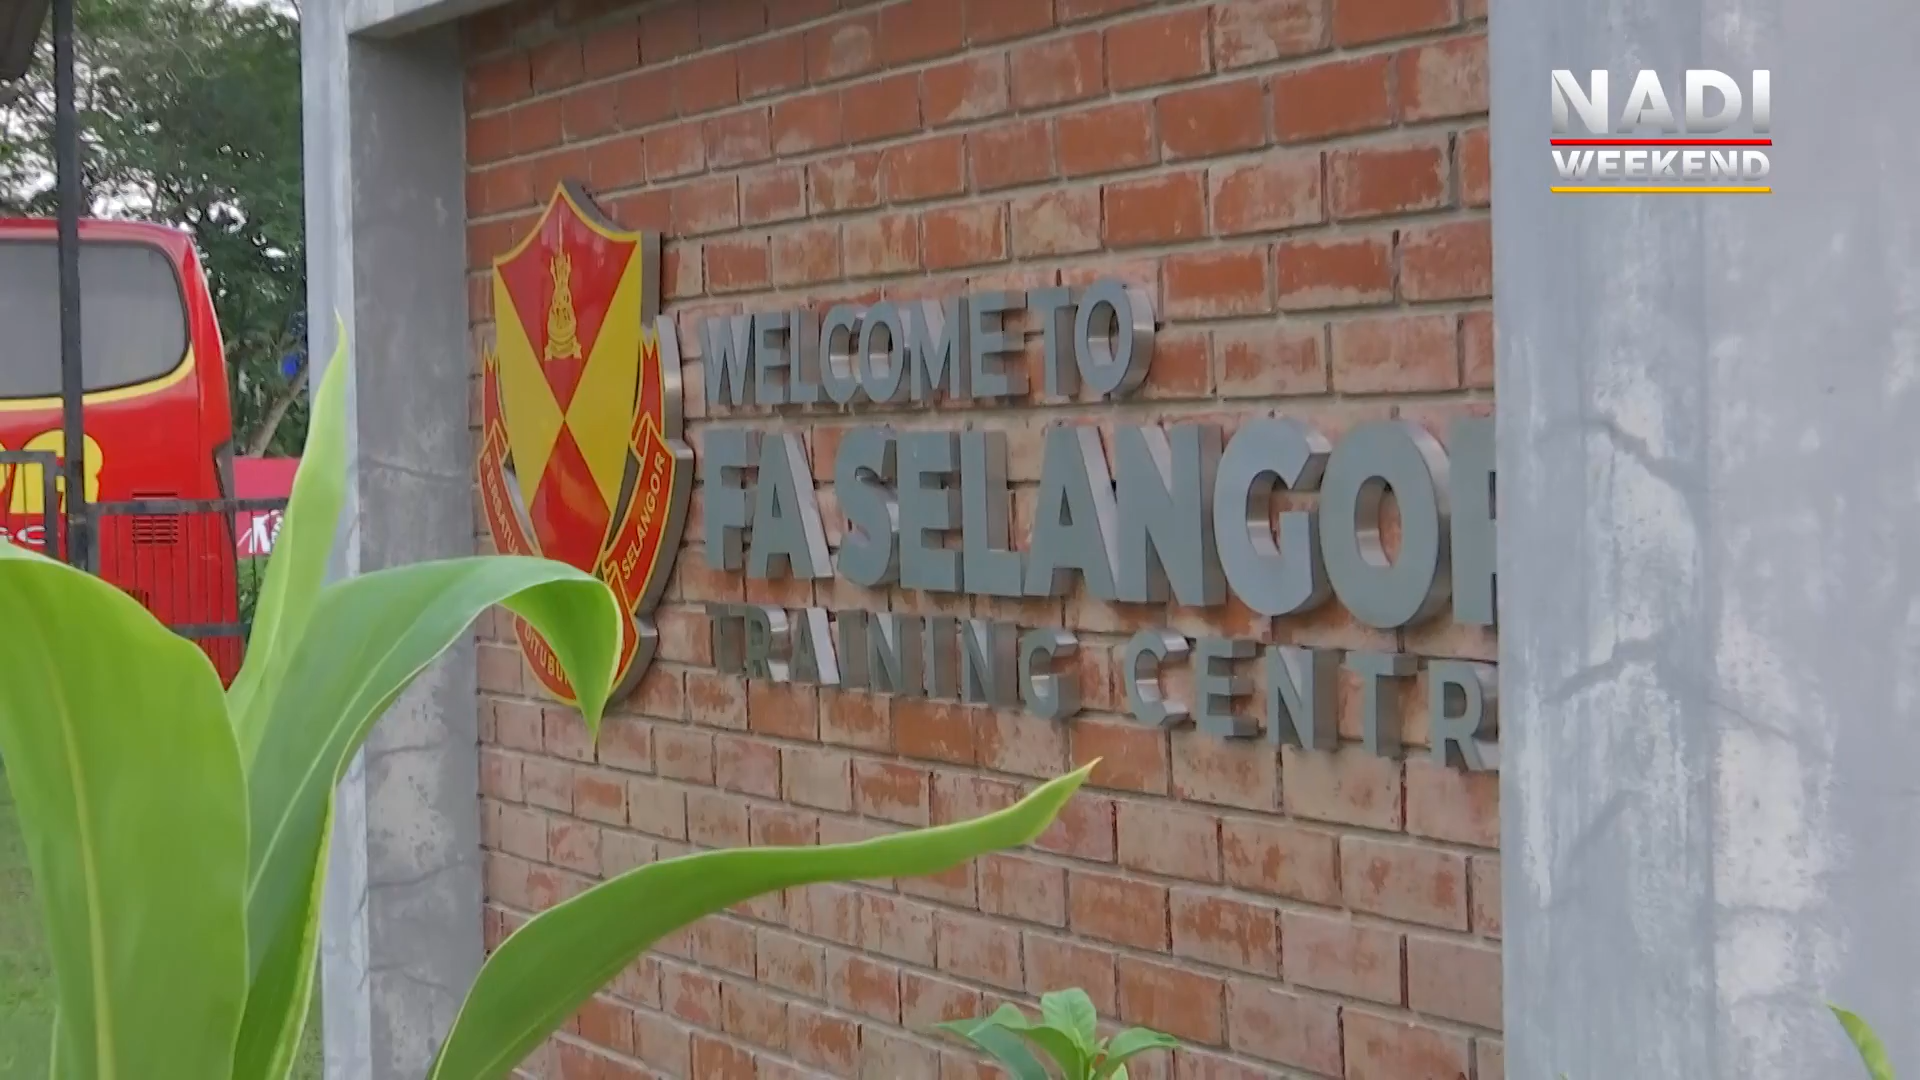 NADI
WEEKEND
WELCOME TO
FA SELANGOR
TRAINING CENTR
SELANGOR